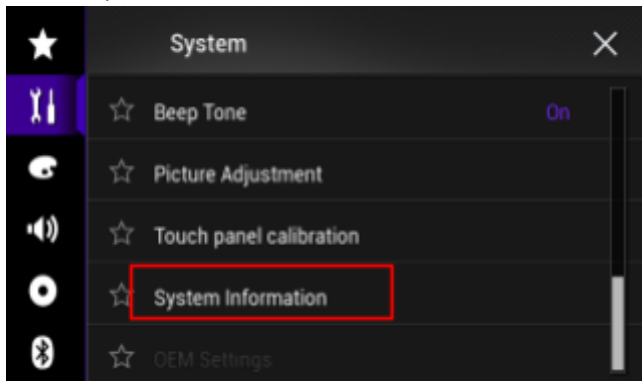 System
Beep Tone On
Picture Adjustment
Touch panel calibration
System Information
OEM Settings